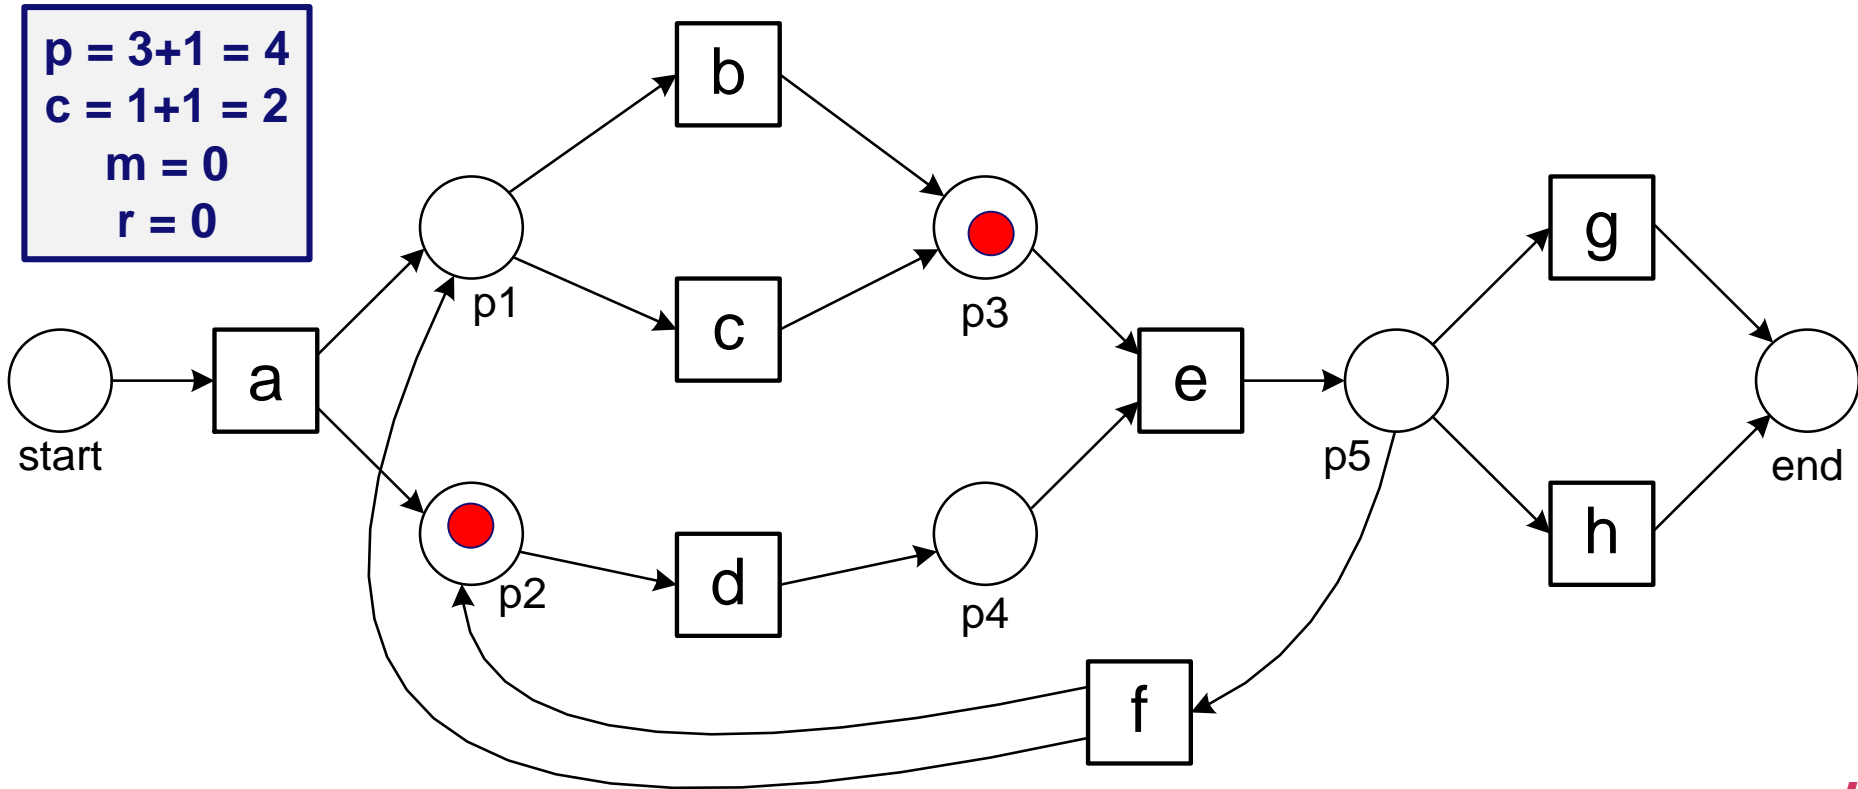 p = 3+1 = 4
c = 1+1 = 2
m = 0
r = 0
b
g
p1
c
p3
a
e
start
p5
end
h
d
p2
p4
f